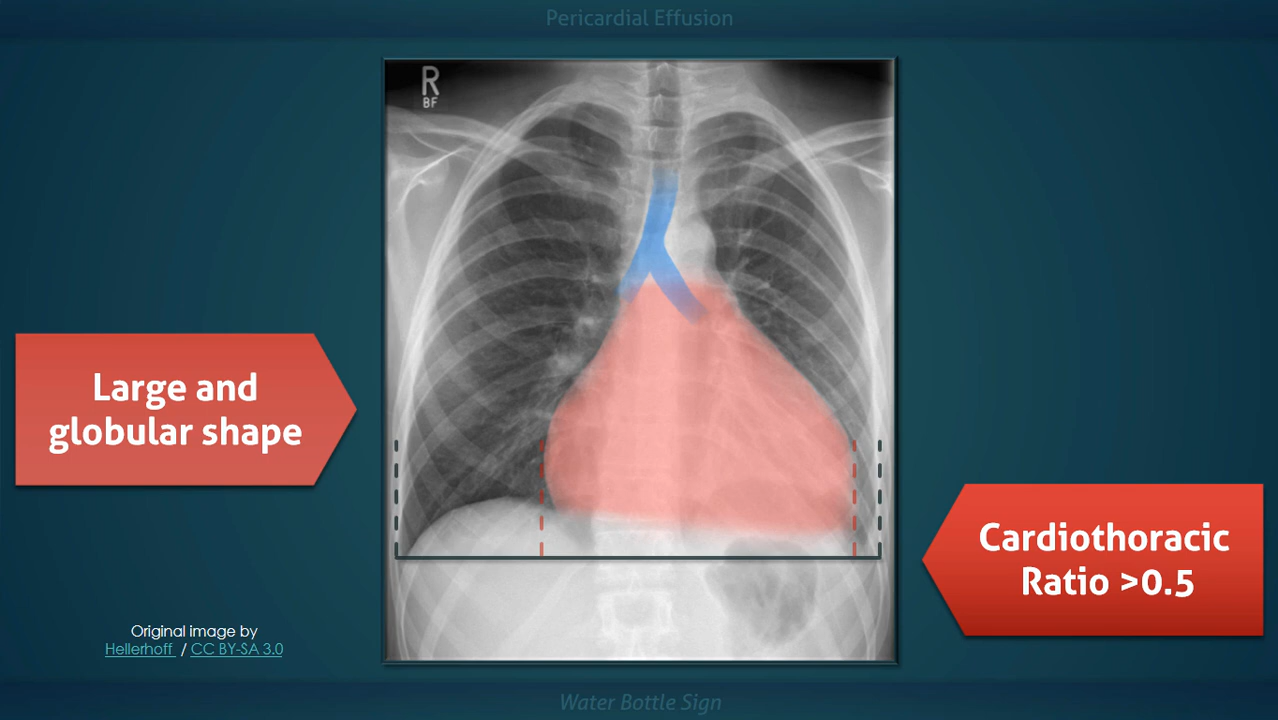 Pericardial Effusion
R
BF
Large and
globular shape
Cardiothoracic
Ratio >0.5
Original image by
Hellerhoff / CC BY-SA 3.0
Water Bottle Sign